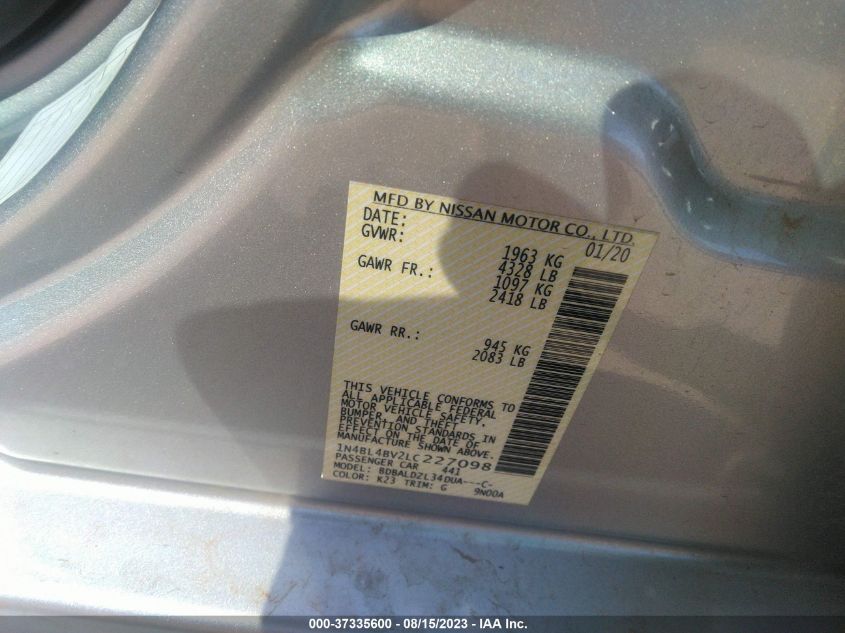 MFD BY NISSAN MOTOR CO., LTD.
DATE: 01/20
GVWR: 1963 KG
4328 LB
GAWR FR.: 1097 KG
2418 LB
GAWR RR.: 945 KG
2083 LB
THIS VEHICLE CONFORMS TO
ALL APPLICABLE FEDERAL
MOTOR VEHICLE SAFETY,
BUMPER, AND THEFT
PREVENTION STANDARDS IN
EFFECT ON THE DATE OF
MANUFACTURE SHOWN ABOVE.
1N4BL4BV2LC227098
PASSENGER CAR 441
MODEL: BDBALDZL34DUA---C-
COLOR: K23 TRIM: G 9N00A
000-37335600 - 08/15/2023 - IAA Inc.